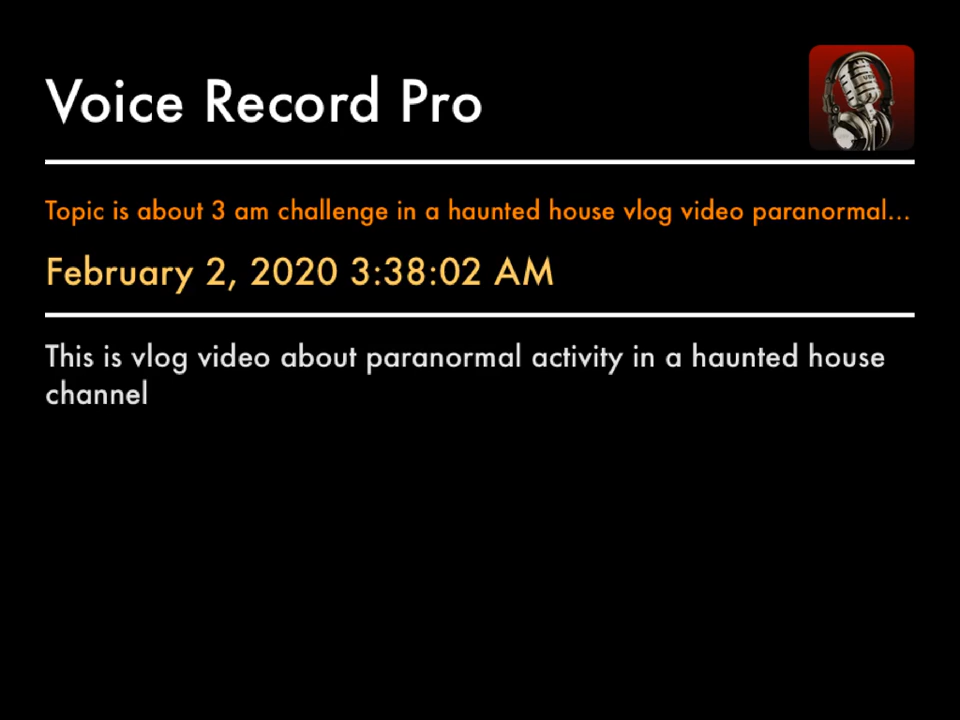 Voice Record Pro
Topic is about 3 am challenge in a haunted house vlog video paranormal...
February 2, 2020 3:38:02 AM
This is vlog video about paranormal activity in a haunted house
channel